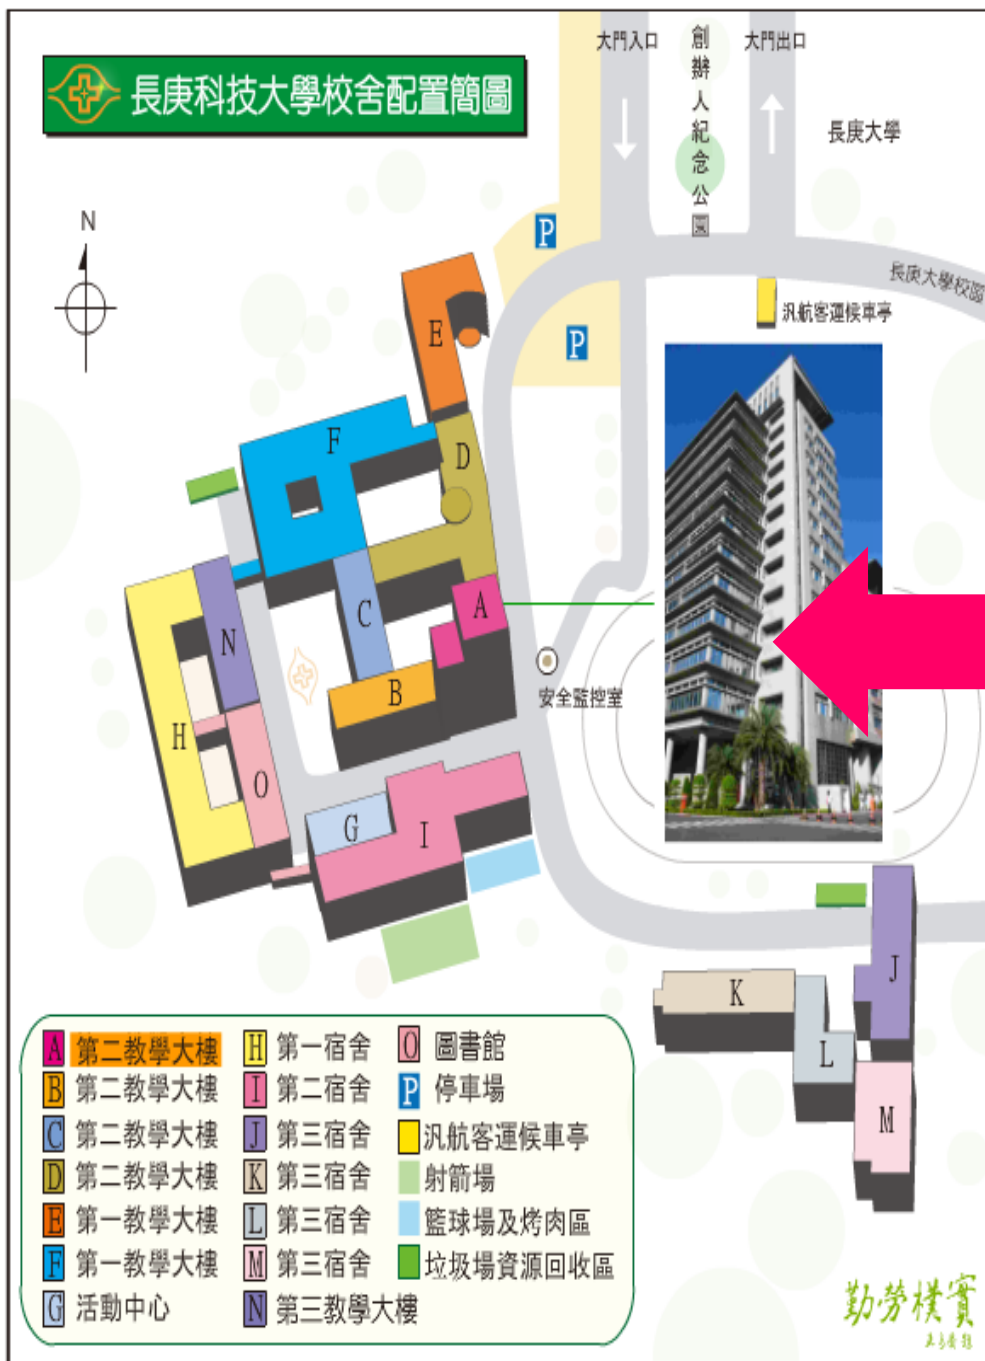 大門入口
創辦人紀念公園
大門出口
長庚科技大學校舍配置簡圖
長庚大學
N
P
長庚大學校區
汎航客運候車亭
P
E
F
D
A
C
N
B
安全監控室
H
O
G
I
J
K
L
M
A 第二教學大樓
B 第二教學大樓
C 第二教學大樓
D 第二教學大樓
E 第一教學大樓
F 第一教學大樓
G 活動中心
H 第一宿舍
I 第二宿舍
J 第三宿舍
K 第三宿舍
L 第三宿舍
M 第三宿舍
N 第三教學大樓
O 圖書館
P 停車場
汎航客運候車亭
射箭場
籃球場及烤肉區
垃圾場資源回收區
勤勞樸實